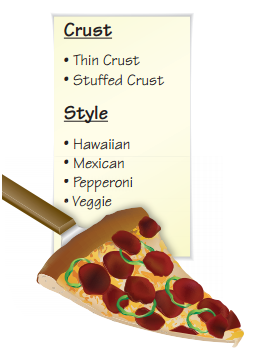 Crust
• Thin Crust
• Stuffed Crust
Style
• Hawaiian
• Mexican
• Pepperoni
• Veggie